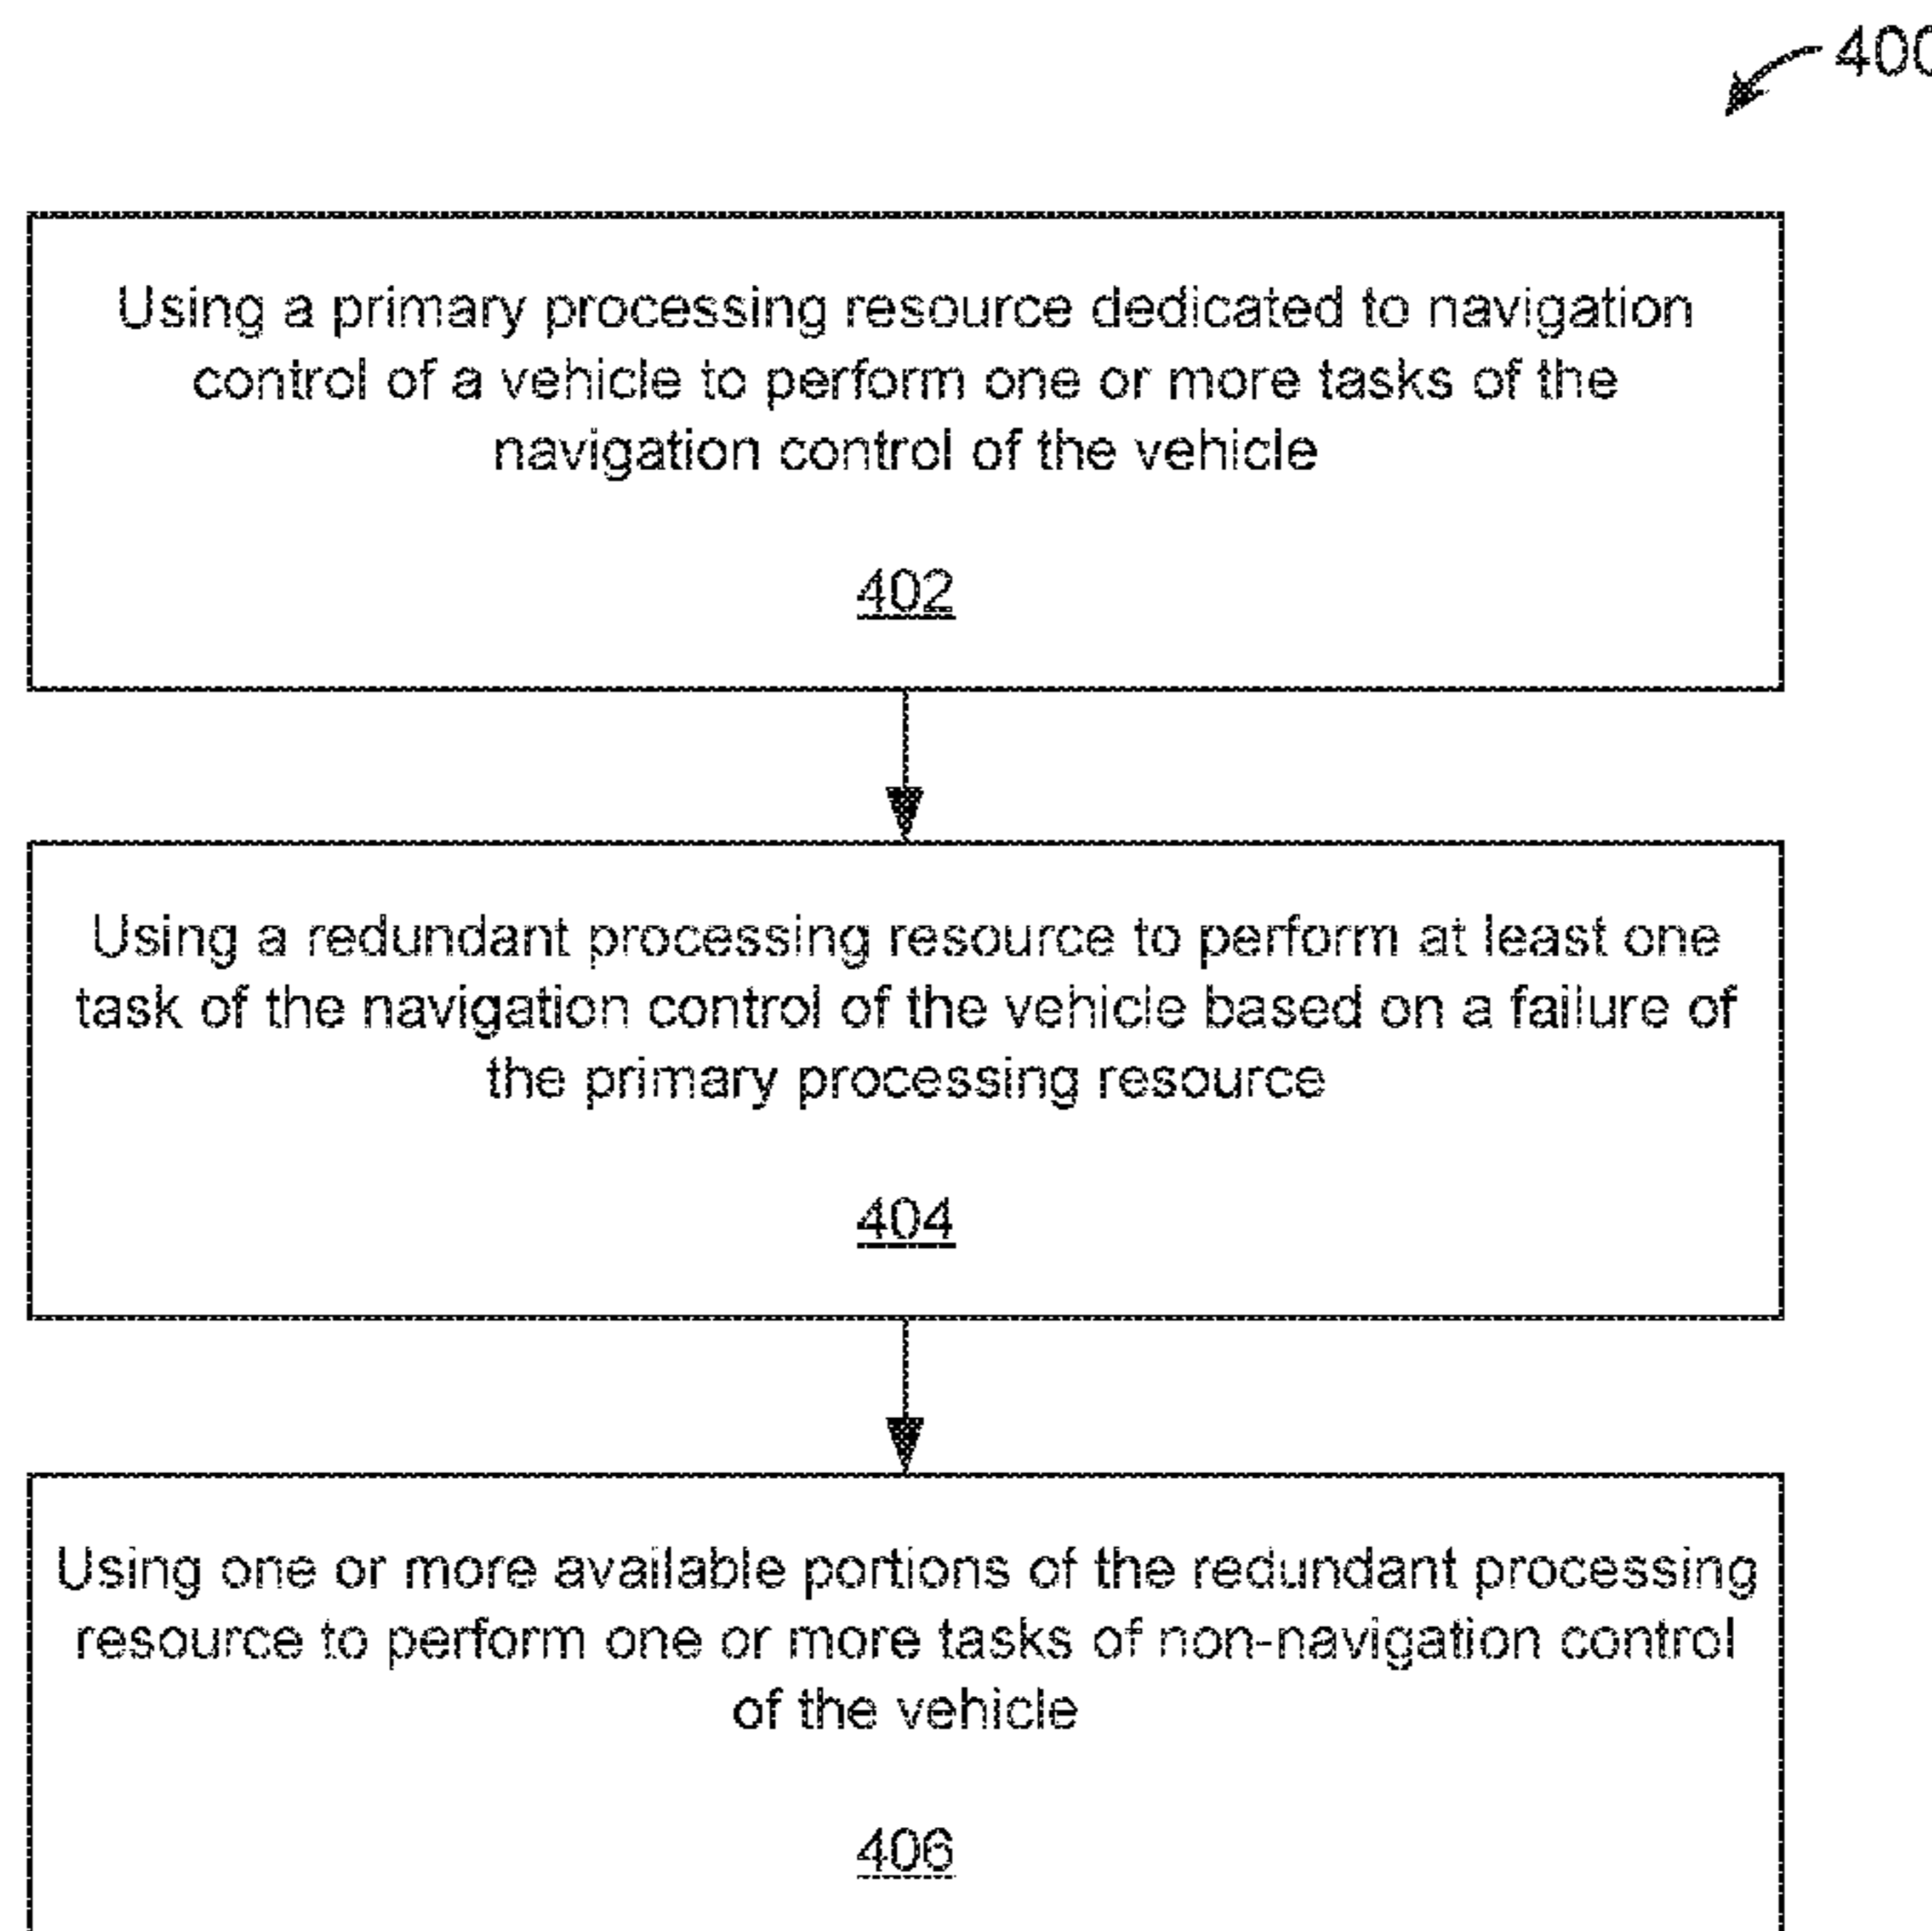 400
Using a primary processing resource dedicated to navigation
control of a vehicle to perform one or more tasks of the
navigation control of the vehicle
402
Using a redundant processing resource to perform at least one
task of the navigation control of the vehicle based on a failure of
the primary processing resource
404
Using one or more available portions of the redundant processing
resource to perform one or more tasks of non-navigation control
of the vehicle
406